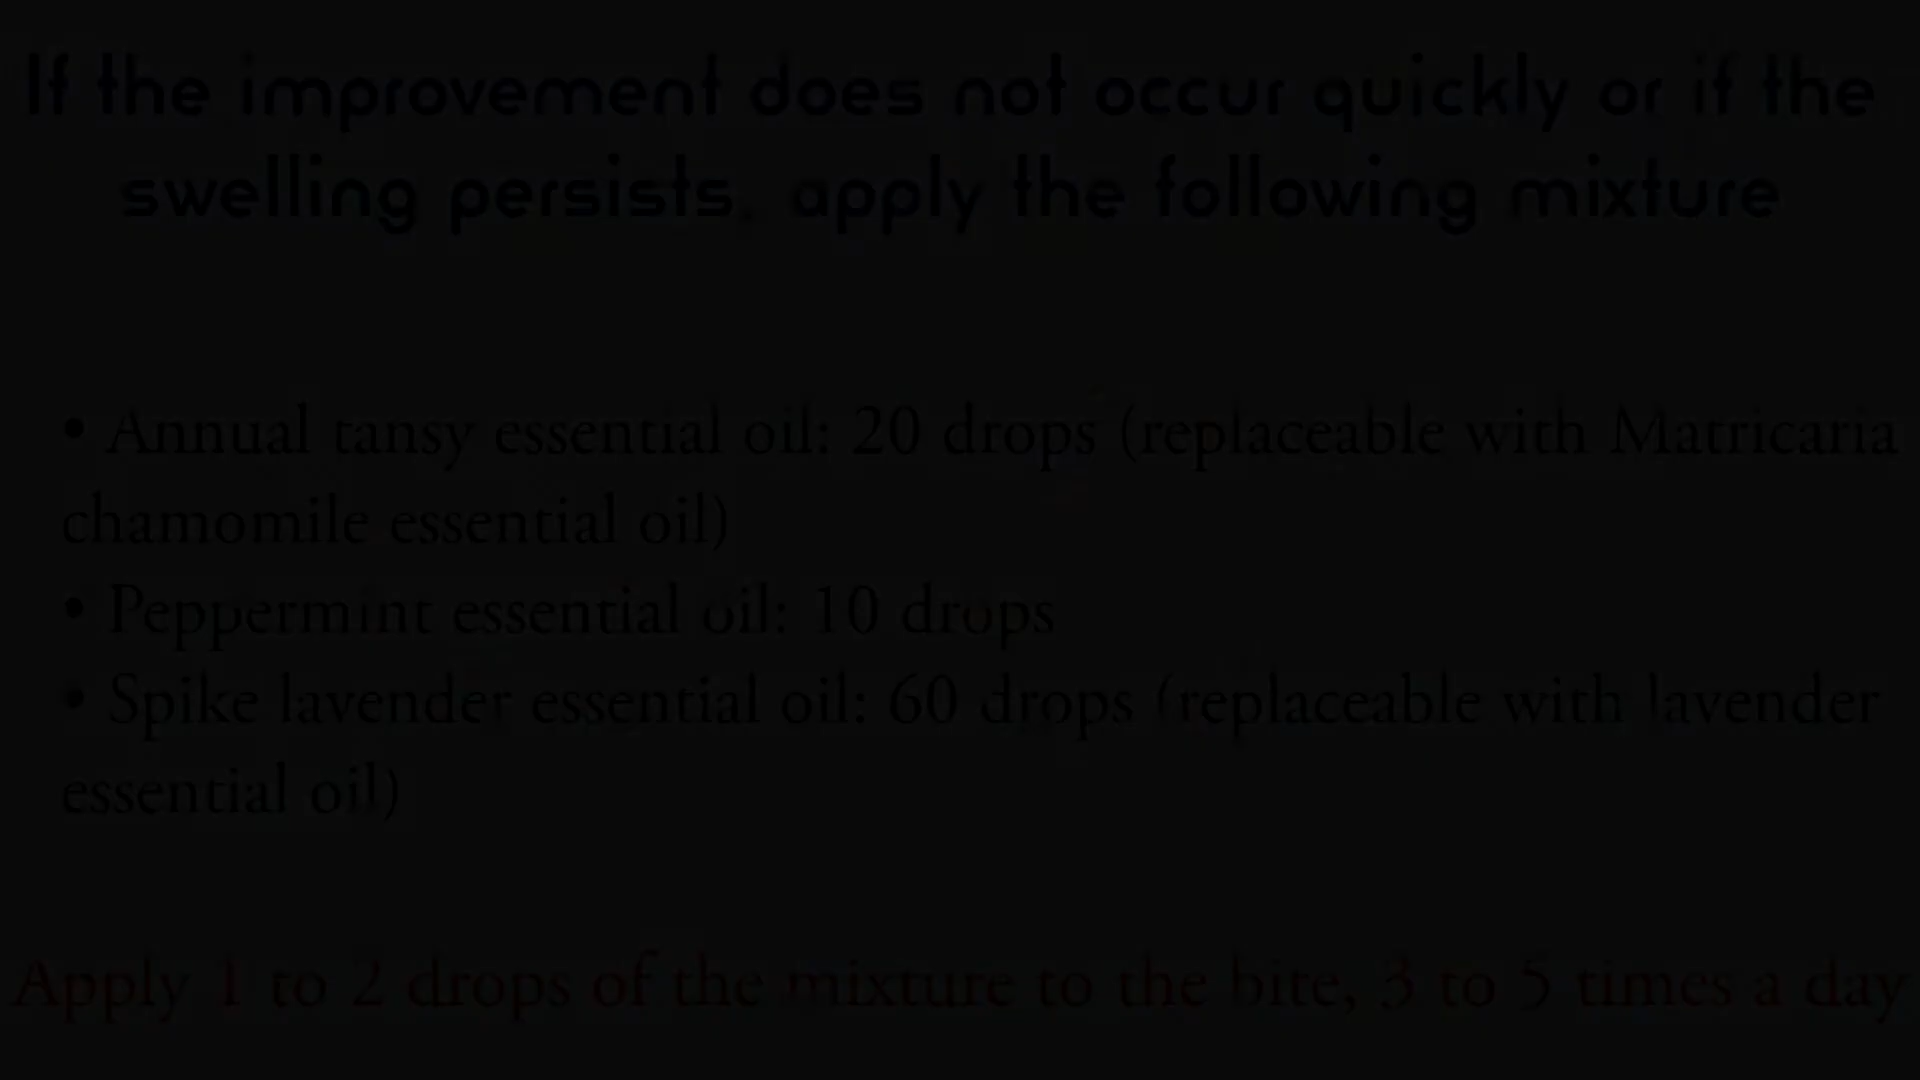 If the improvement does not occur quickly or if the
swelling persists, apply the following mixture
• Annual tansy essential oil: 20 drops (replaceable with Matricaria
chamomile essential oil)
• Peppermint essential oil: 10 drops
• Spike lavender essential oil: 60 drops (replaceable with lavender
essential oil)
Apply 1 to 2 drops of the mixture to the bite, 3 to 5 times a day